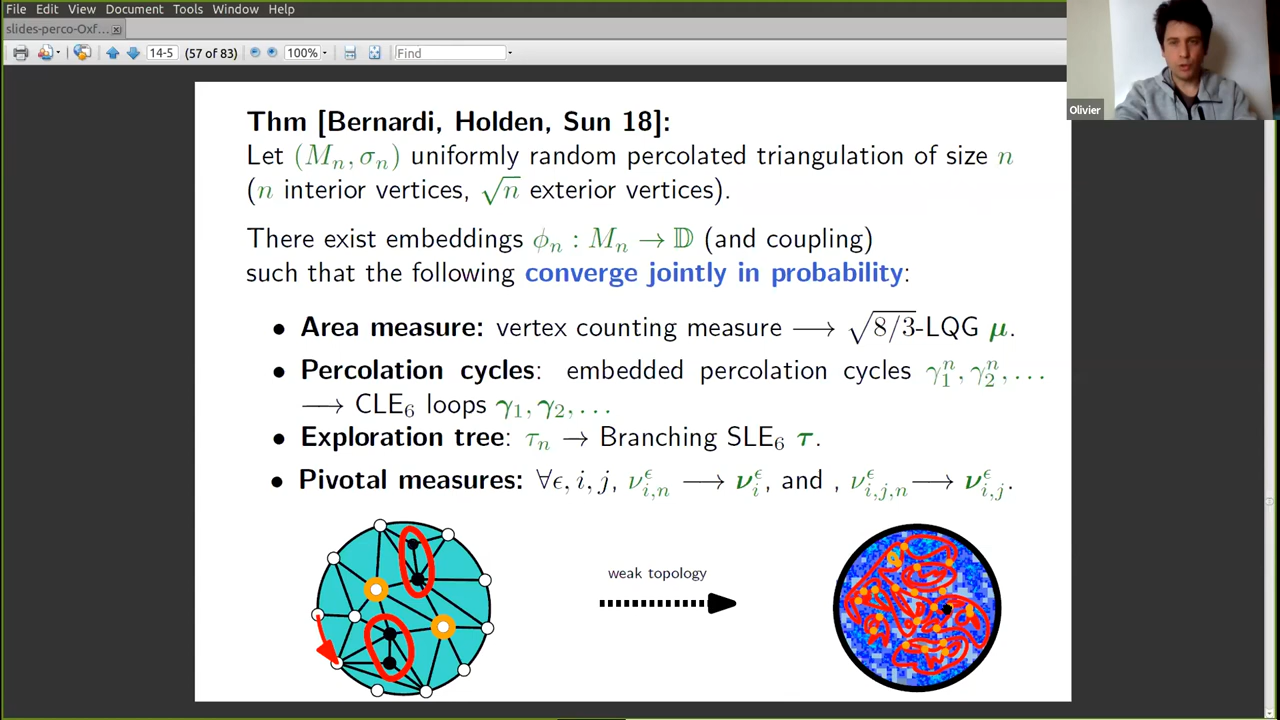 File Edit View Document Tools Window Help
slides-perco-Oxf...
14-5 (57 of 83) 100% Find
Olivier
Thm [Bernardi, Holden, Sun 18]:
Let (Mₙ, σₙ) uniformly random percolated triangulation of size n
(n interior vertices, √n exterior vertices).
There exist embeddings ϕₙ : Mₙ → 𝔻 (and coupling)
such that the following converge jointly in probability:
• Area measure: vertex counting measure ⟶ √8/3-LQG μ.
• Percolation cycles: embedded percolation cycles γ₁ⁿ, γ₂ⁿ, ...
⟶ CLE₆ loops γ₁, γ₂, ...
• Exploration tree: τₙ → Branching SLE₆ τ.
• Pivotal measures: ∀ϵ, i, j, ν^ϵ_{i,n} ⟶ ν^ϵ_i, and , ν^ϵ_{i,j,n} ⟶ ν^ϵ_{i,j}.
weak topology